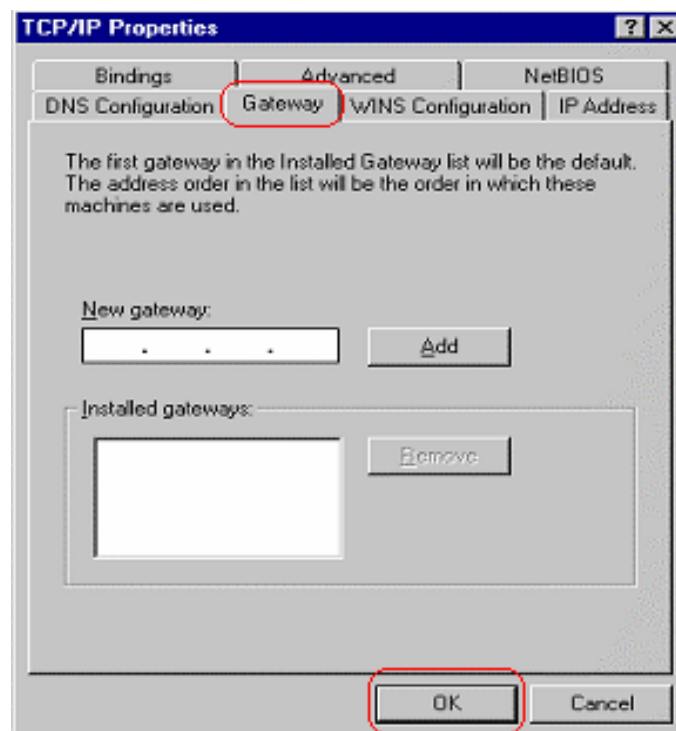 TCP/IP Properties
Bindings Advanced NetBIOS
DNS Configuration Gateway WINS Configuration IP Address
The first gateway in the Installed Gateway list will be the default.
The address order in the list will be the order in which these
machines are used.
New gateway:
. . . Add
Installed gateways:
Remove
OK Cancel